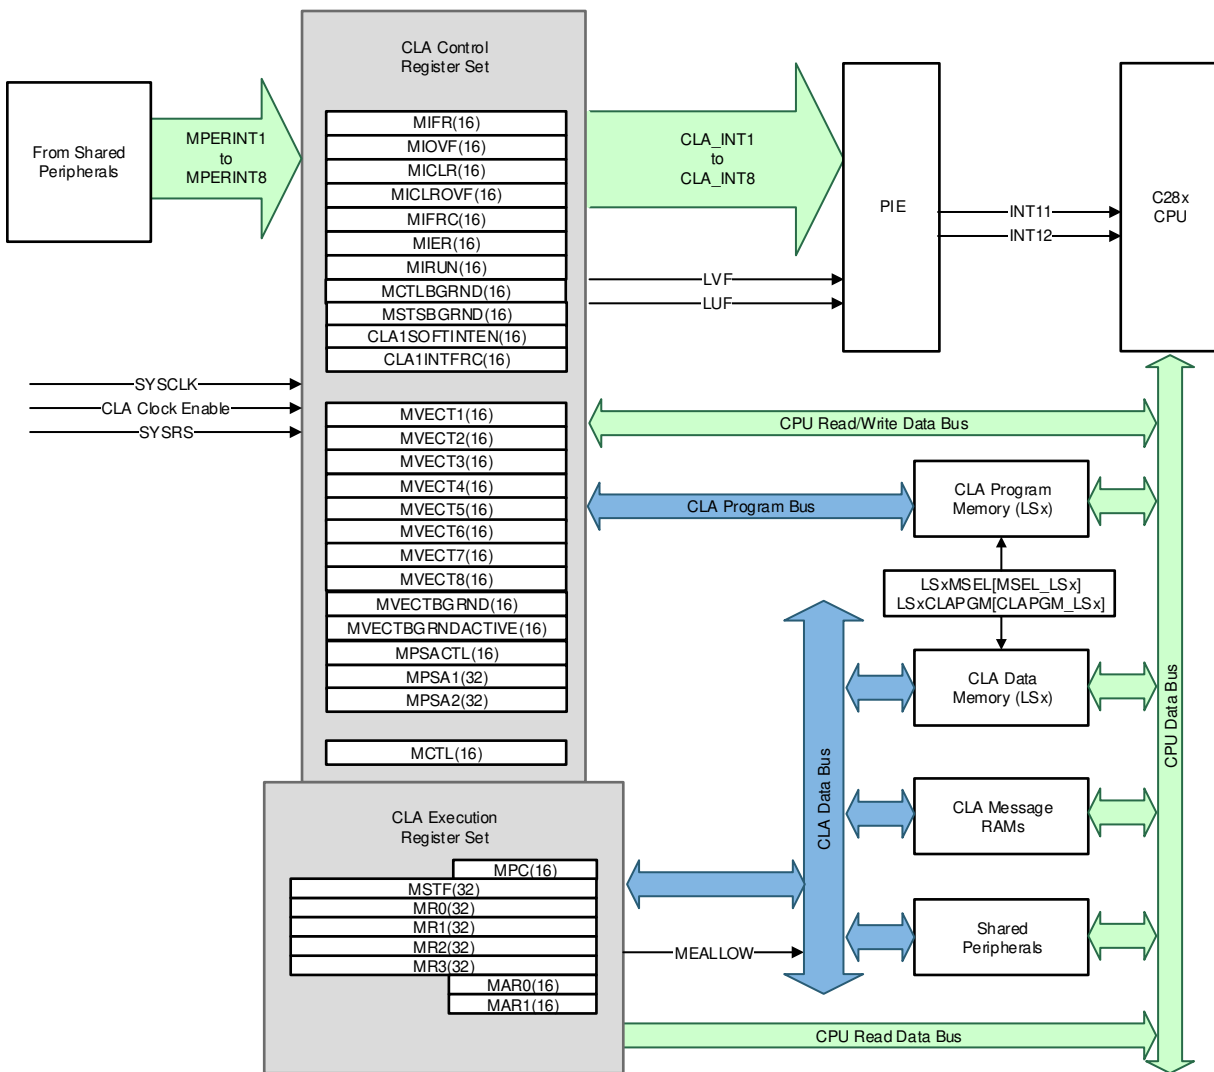 CLA Control
Register Set
From Shared
Peripherals
MPERINT1
to
MPERINT8
MIFR(16)
MIOVF(16)
MICLR(16)
MICLROVF(16)
MIFRC(16)
MIER(16)
MIRUN(16)
MCTLBGRND(16)
MSTSBGRND(16)
CLA1SOFTINTEN(16)
CLA1INTFRC(16)
CLA_INT1
to
CLA_INT8
LVF
LUF
PIE
INT11
INT12
C28x
CPU
SYSCLK
CLA Clock Enable
SYSRS
MVECT1(16)
MVECT2(16)
MVECT3(16)
MVECT4(16)
MVECT5(16)
MVECT6(16)
MVECT7(16)
MVECT8(16)
MVECTBGRND(16)
MVECTBGRNDACTIVE(16)
MPSACTL(16)
MPSA1(32)
MPSA2(32)
MCTL(16)
CPU Read/Write Data Bus
CLA Program Bus
CLA Program
Memory (LSx)
LSxMSEL[MSEL_LSx]
LSxCLAPGM[CLAPGM_LSx]
CLA Data
Memory (LSx)
CLA Data Bus
CPU Data Bus
CLA Message
RAMs
Shared
Peripherals
CLA Execution
Register Set
MPC(16)
MSTF(32)
MR0(32)
MR1(32)
MR2(32)
MR3(32)
MAR0(16)
MAR1(16)
MEALLOW
CPU Read Data Bus